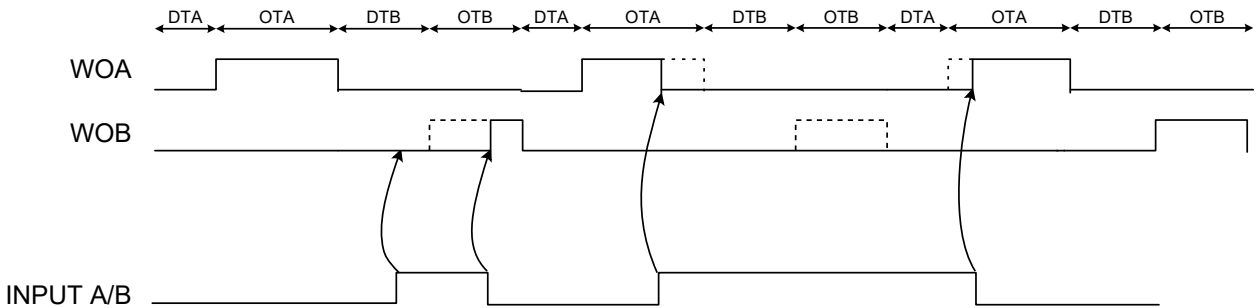 DTA OTA DTB OTB DTA OTA DTB OTB DTA OTA DTB OTB
WOA
WOB
INPUT A/B